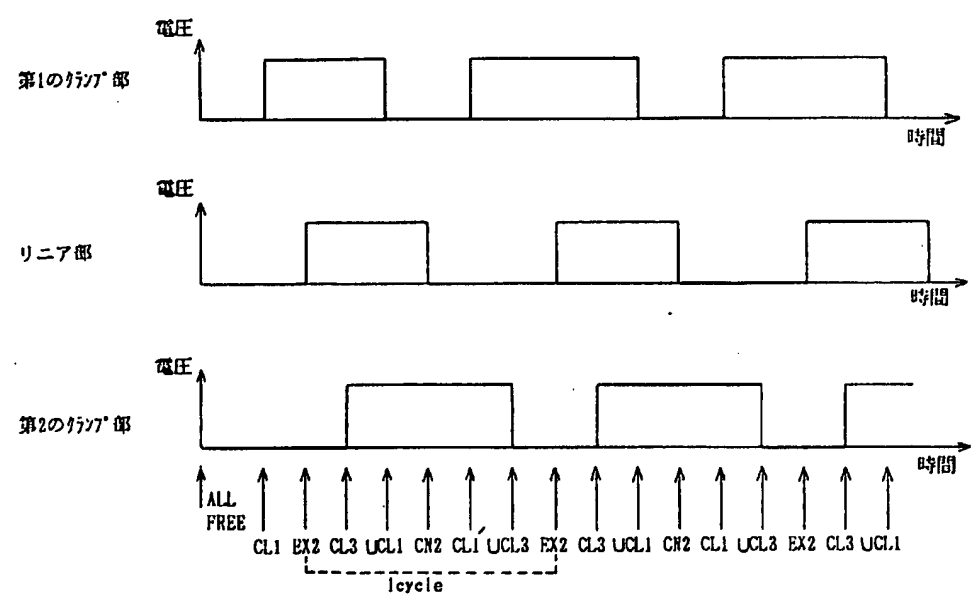 電圧
第1のｸﾗﾝﾌﾟ部
時間
電圧
リニア部
時間
電圧
第2のｸﾗﾝﾌﾟ部
時間
ALL
FREE
CL1 EX2 CL3 UCL1 CN2 CL1 UCL3 EX2 CL3 UCL1 CN2 CL1 UCL3 EX2 CL3 UCL1
1cycle